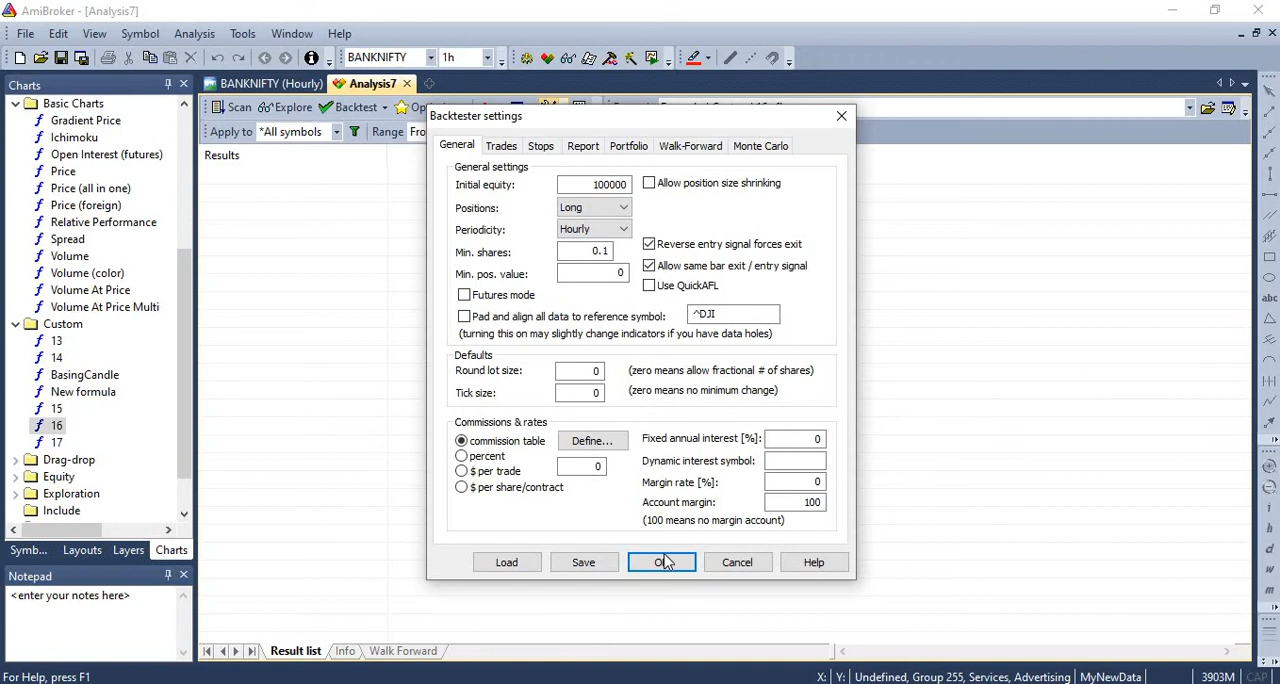 AmiBroker - [Analysis7]
File Edit View Symbol Analysis Tools Window Help
BANKNIFTY 1h
Charts
BANKNIFTY (Hourly) Analysis7
Scan Explore Backtest
Apply to *All symbols Range
Results
Basic Charts
Gradient Price
Ichimoku
Open Interest (futures)
Price
Price (all in one)
Price (foreign)
Relative Performance
Spread
Volume
Volume (color)
Volume At Price
Volume At Price Multi
Custom
13
14
BasingCandle
New formula
15
16
17
Drag-drop
Equity
Exploration
Include
Symb... Layouts Layers Charts
Notepad
<enter your notes here>
Backtester settings
General Trades Stops Report Portfolio Walk-Forward Monte Carlo
General settings
Initial equity: 100000 Allow position size shrinking
Positions: Long
Periodicity: Hourly
Min. shares: 0.1 Reverse entry signal forces exit
Min. pos. value: 0 Allow same bar exit / entry signal
Use QuickAFL
Futures mode
Pad and align all data to reference symbol: ^DJI
(turning this on may slightly change indicators if you have data holes)
Defaults
Round lot size: 0 (zero means allow fractional # of shares)
Tick size: 0 (zero means no minimum change)
Commissions & rates
commission table Define... Fixed annual interest [%]: 0
percent Dynamic interest symbol:
$ per trade 0 Margin rate [%]: 0
$ per share/contract Account margin: 100
(100 means no margin account)
Load Save Cancel Help
Result list Info Walk Forward
For Help, press F1 X: Y: Undefined, Group 255, Services, Advertising MyNewData 3903M CAP